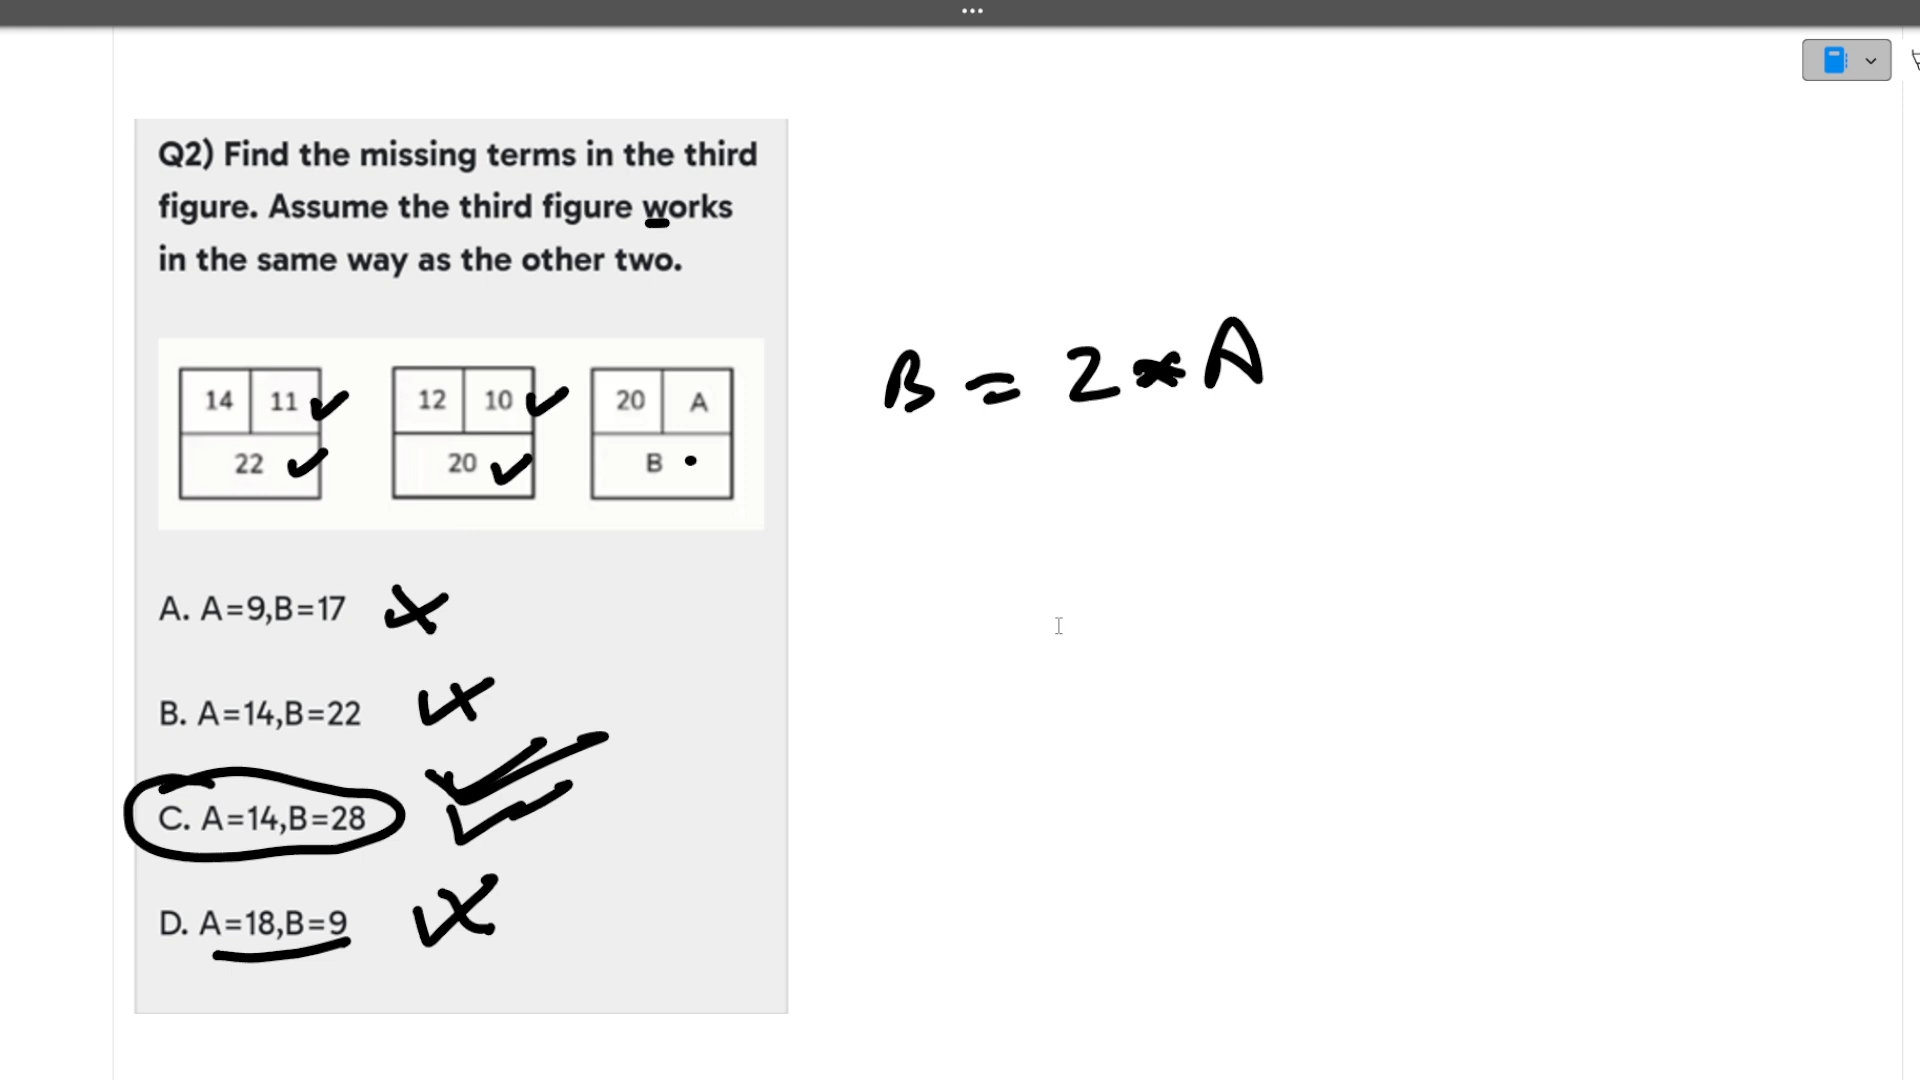 Q2) Find the missing terms in the third
figure. Assume the third figure works
in the same way as the other two.
14 11 12 10 20 A
22 20 B
B = 2 * A
A. A=9,B=17
B. A=14,B=22
C. A=14,B=28
D. A=18,B=9